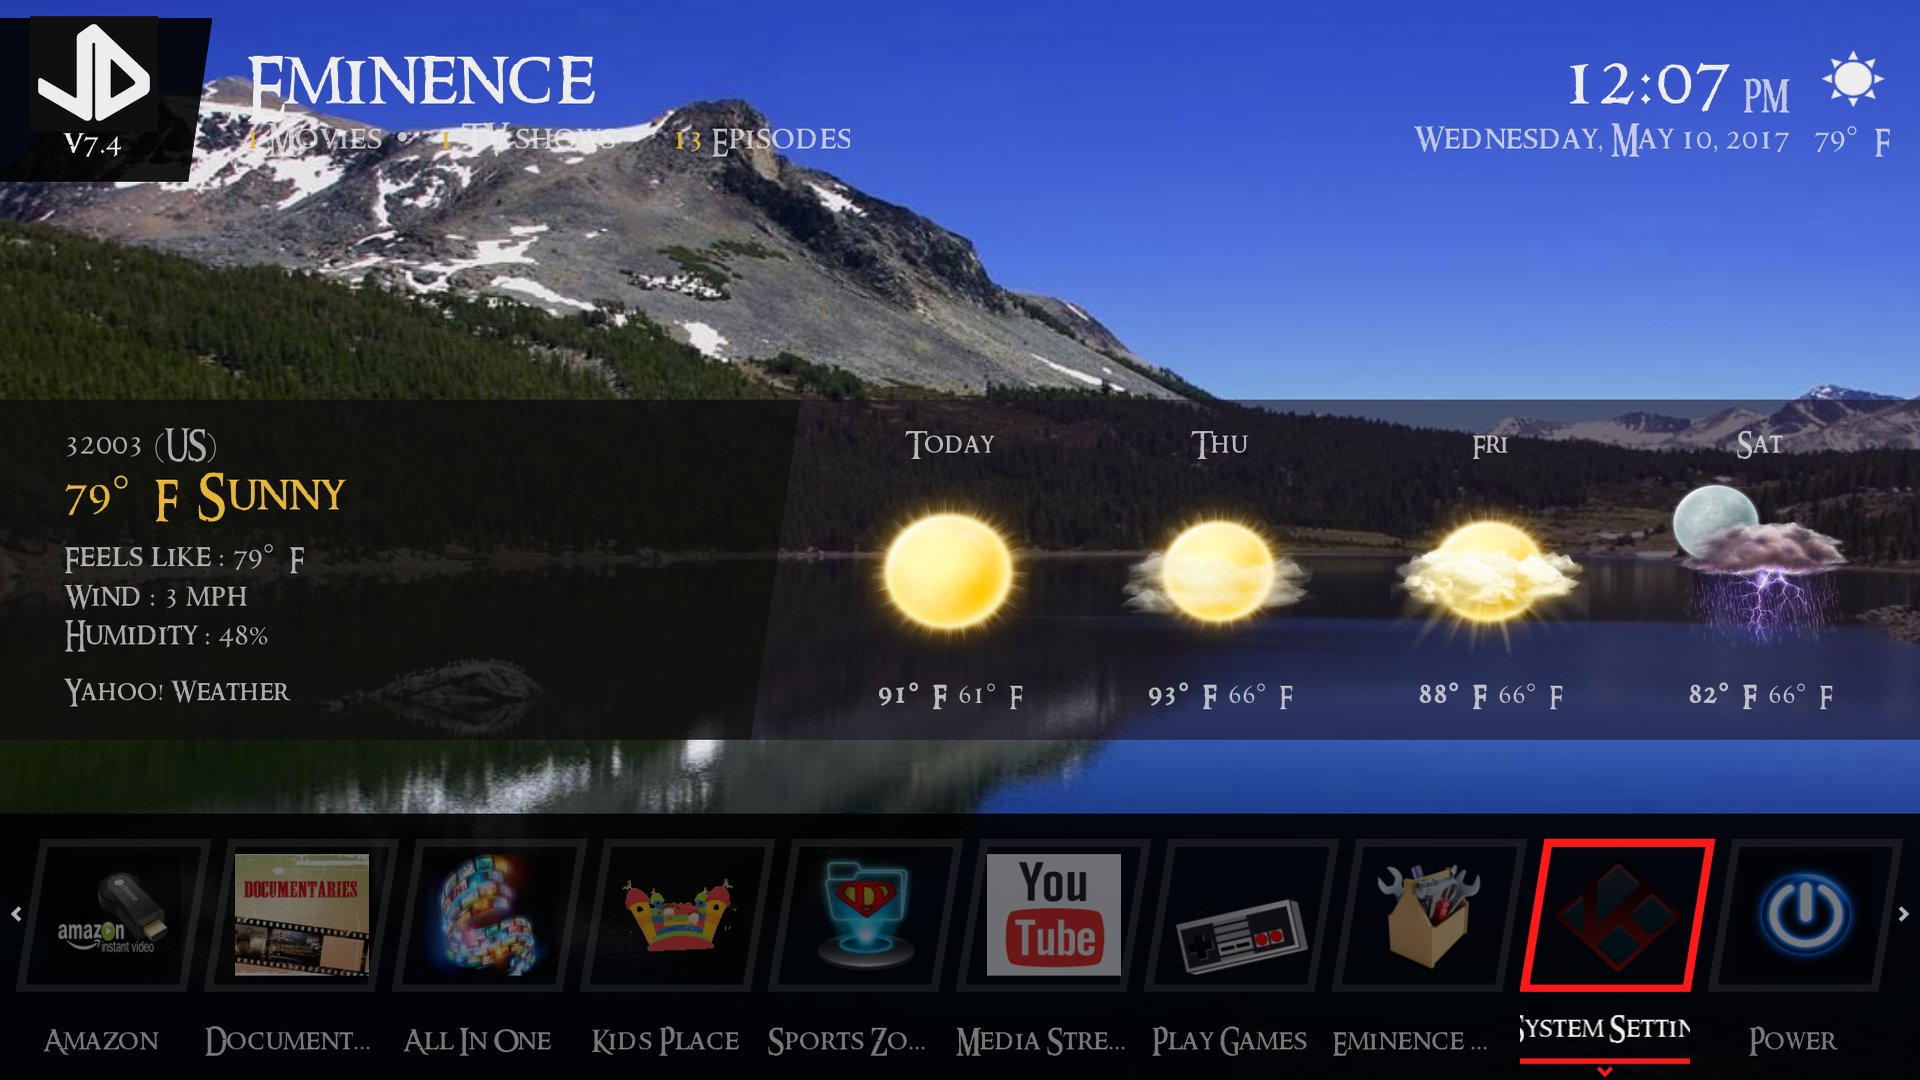 JD
V7.4
EMINENCE
1 MOVIES • 1 TV SHOWS 13 EPISODES
12:07 PM
WEDNESDAY, MAY 10, 2017 79° F
32003 (US)
79° F SUNNY
FEELS LIKE : 79° F
WIND : 3 MPH
HUMIDITY : 48%
YAHOO! WEATHER
TODAY THU FRI SAT
91° F 61° F 93° F 66° F 88° F 66° F 82° F 66° F
amazon
instant video
DOCUMENTARIES
You
Tube
AMAZON DOCUMENT... ALL IN ONE KIDS PLACE SPORTS ZO... MEDIA STRE... PLAY GAMES EMINENCE ... SYSTEM SETTIN POWER